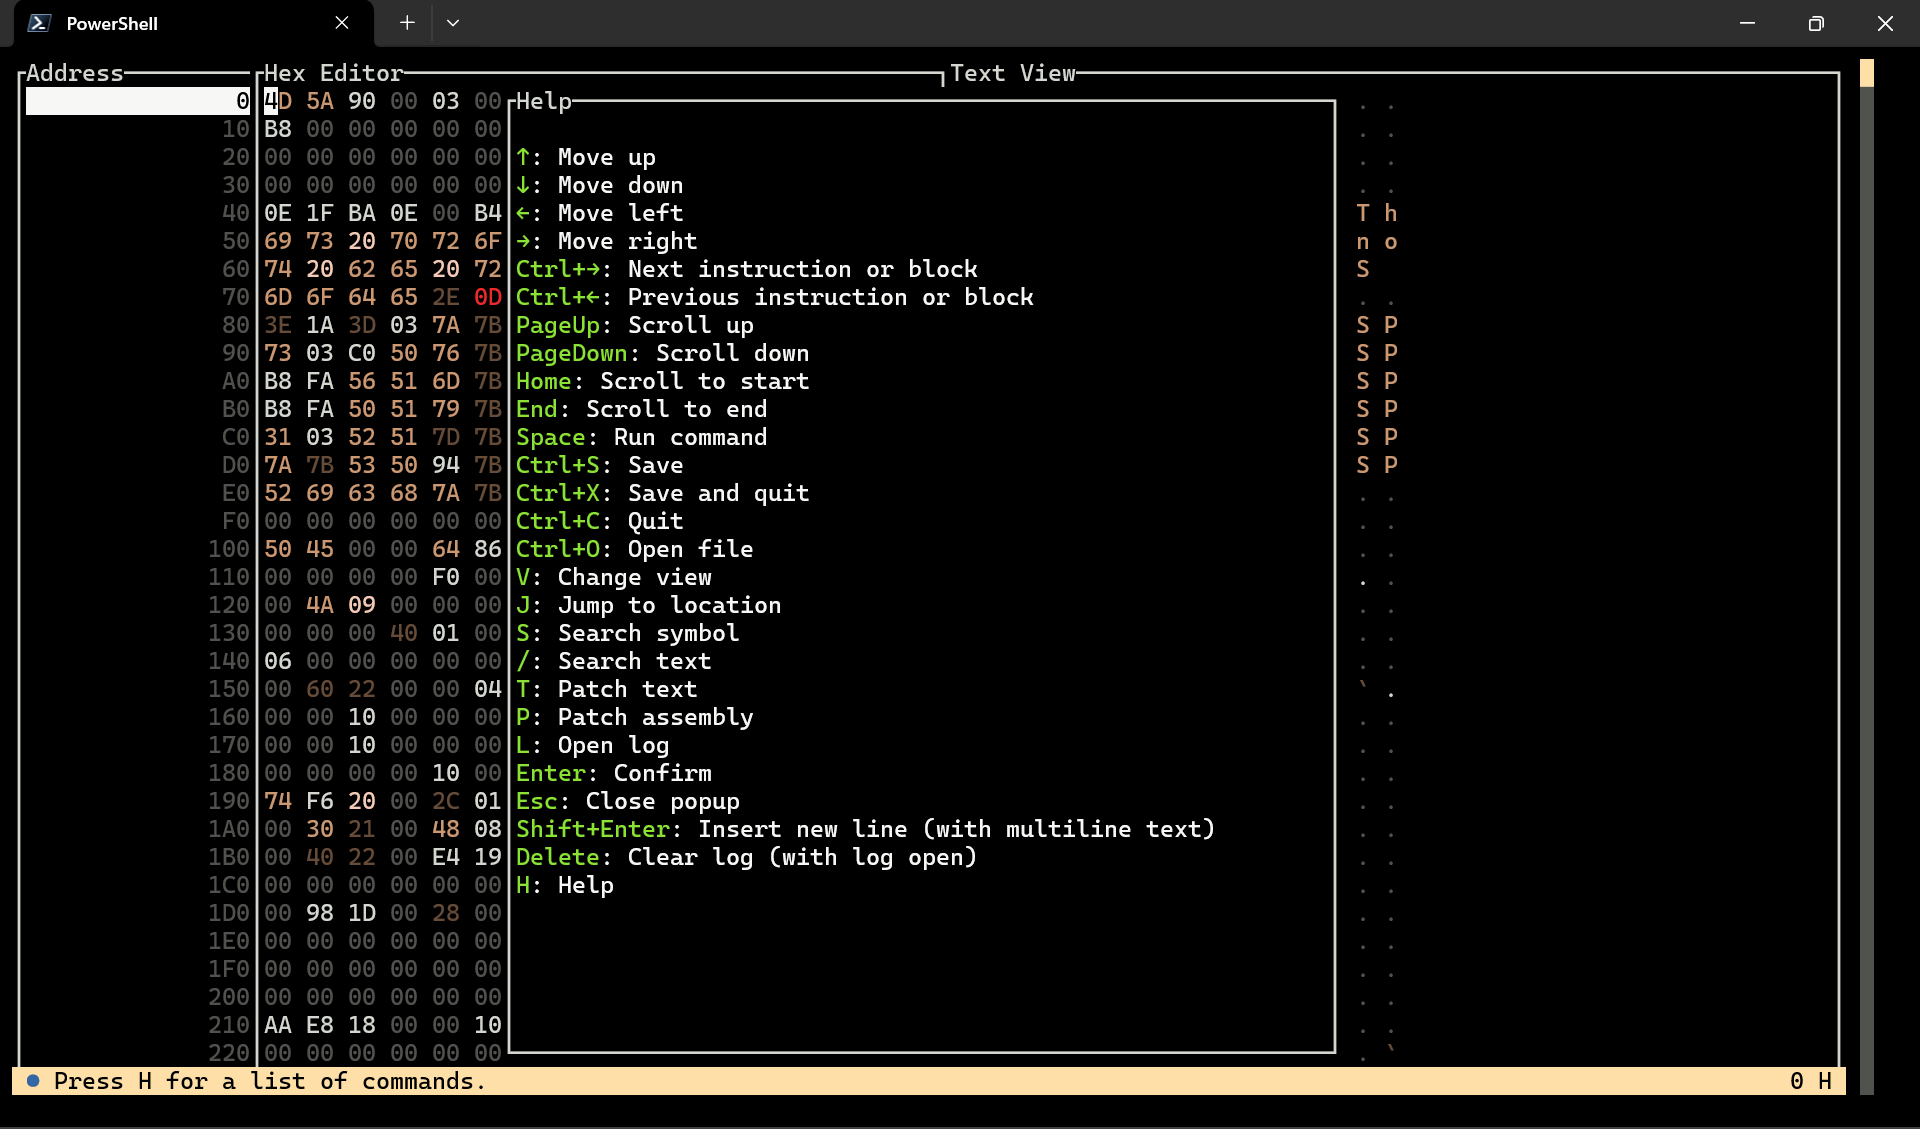 PowerShell
Address Hex Editor Text View
0 4D 5A 90 00 03 00 Help . .
10 B8 00 00 00 00 00 . .
20 00 00 00 00 00 00 ↑: Move up . .
30 00 00 00 00 00 00 ↓: Move down . .
40 0E 1F BA 0E 00 B4 ←: Move left T h
50 69 73 20 70 72 6F →: Move right n o
60 74 20 62 65 20 72 Ctrl+→: Next instruction or block S
70 6D 6F 64 65 2E 0D Ctrl+←: Previous instruction or block . .
80 3E 1A 3D 03 7A 7B PageUp: Scroll up S P
90 73 03 C0 50 76 7B PageDown: Scroll down S P
A0 B8 FA 56 51 6D 7B Home: Scroll to start S P
B0 B8 FA 50 51 79 7B End: Scroll to end S P
C0 31 03 52 51 7D 7B Space: Run command S P
D0 7A 7B 53 50 94 7B Ctrl+S: Save S P
E0 52 69 63 68 7A 7B Ctrl+X: Save and quit . .
F0 00 00 00 00 00 00 Ctrl+C: Quit . .
100 50 45 00 00 64 86 Ctrl+O: Open file . .
110 00 00 00 00 F0 00 V: Change view . .
120 00 4A 09 00 00 00 J: Jump to location . .
130 00 00 00 40 01 00 S: Search symbol . .
140 06 00 00 00 00 00 /: Search text . .
150 00 60 22 00 00 04 T: Patch text ` .
160 00 00 10 00 00 00 P: Patch assembly . .
170 00 00 10 00 00 00 L: Open log . .
180 00 00 00 00 10 00 Enter: Confirm . .
190 74 F6 20 00 2C 01 Esc: Close popup . .
1A0 00 30 21 00 48 08 Shift+Enter: Insert new line (with multiline text) . .
1B0 00 40 22 00 E4 19 Delete: Clear log (with log open) . .
1C0 00 00 00 00 00 00 H: Help . .
1D0 00 98 1D 00 28 00 . .
1E0 00 00 00 00 00 00 . .
1F0 00 00 00 00 00 00 . .
200 00 00 00 00 00 00 . .
210 AA E8 18 00 00 10 . .
220 00 00 00 00 00 00 . `
Press H for a list of commands. 0 H